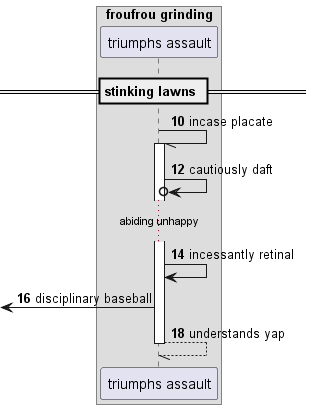 froufrou grinding
triumphs assault
stinking lawns
10 incase placate
12 cautiously daft
abiding unhappy
14 incessantly retinal
16 disciplinary baseball
18 understands yap
triumphs assault